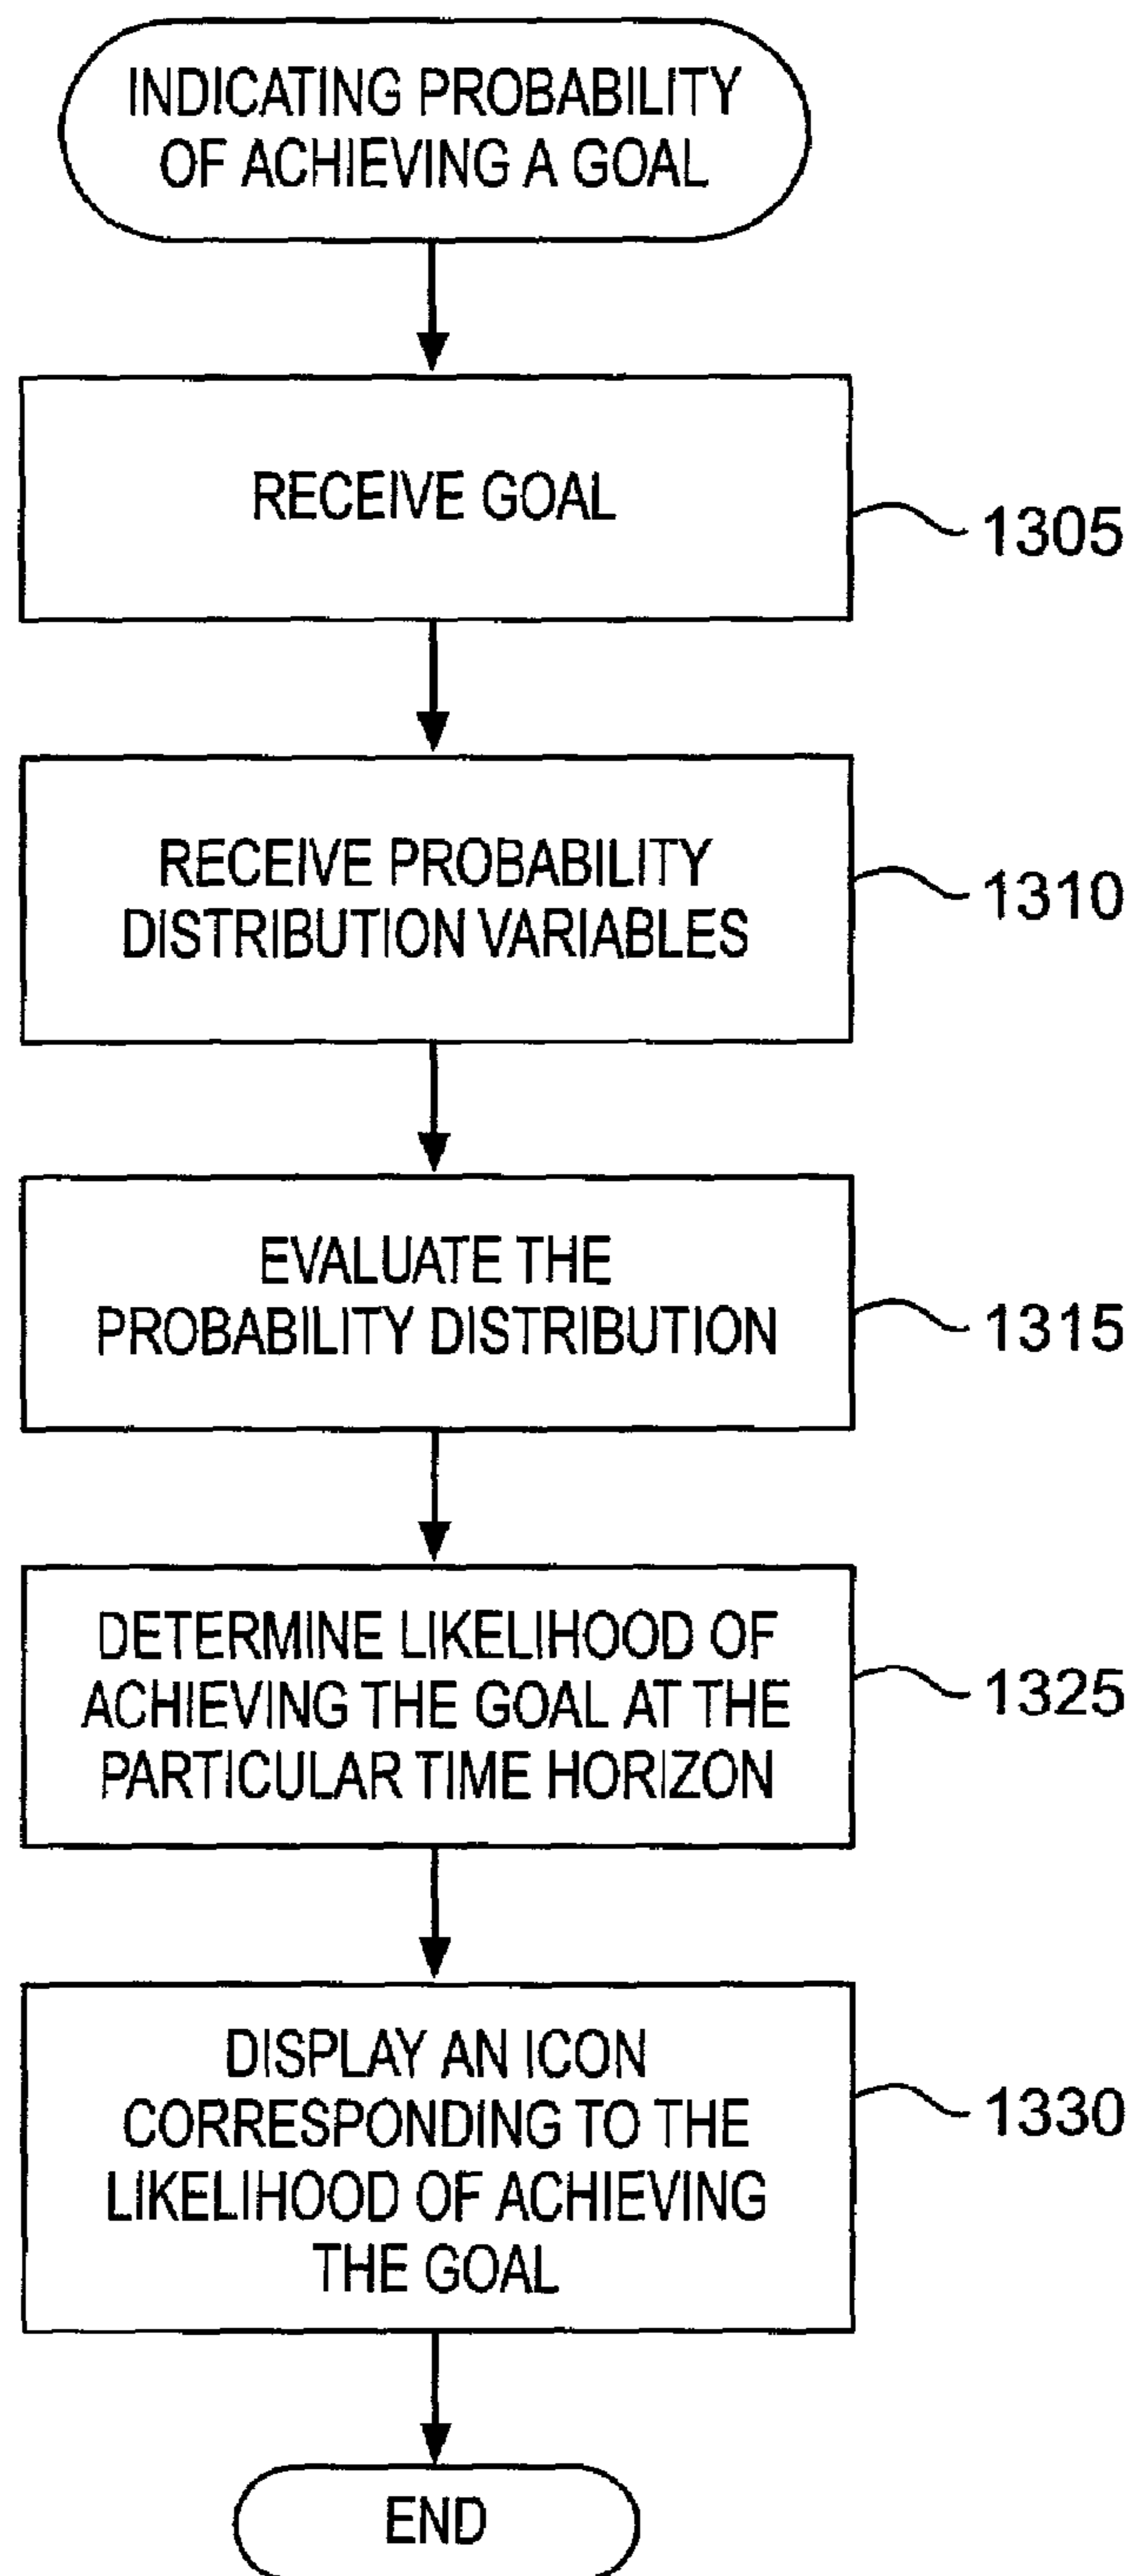 INDICATING PROBABILITY
OF ACHIEVING A GOAL
RECEIVE GOAL
1305
RECEIVE PROBABILITY
DISTRIBUTION VARIABLES
1310
EVALUATE THE
PROBABILITY DISTRIBUTION
1315
DETERMINE LIKELIHOOD OF
ACHIEVING THE GOAL AT THE
PARTICULAR TIME HORIZON
1325
DISPLAY AN ICON
CORRESPONDING TO THE
LIKELIHOOD OF ACHIEVING
THE GOAL
1330
END